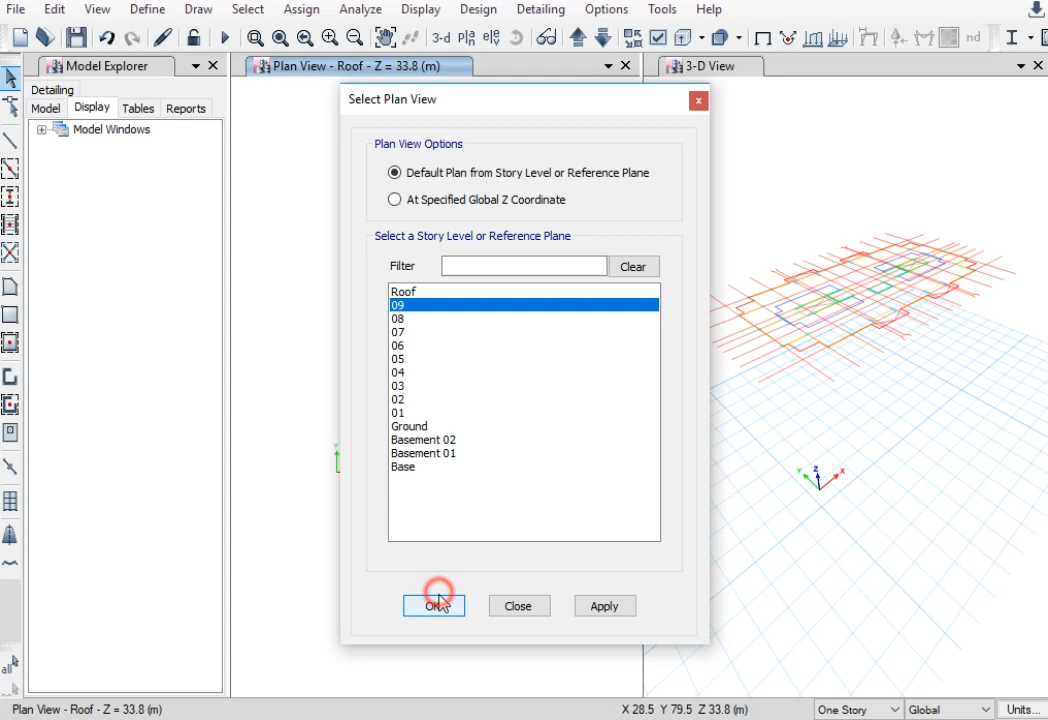 File Edit View Define Draw Select Assign Analyze Display Design Detailing Options Tools Help
3-d nd
Model Explorer
Plan View - Roof - Z = 33.8 (m)
3-D View
Detailing
Model Display Tables Reports
Model Windows
Select Plan View
Plan View Options
Default Plan from Story Level or Reference Plane
At Specified Global Z Coordinate
Select a Story Level or Reference Plane
Filter Clear
Roof
09
08
07
06
05
04
03
02
01
Ground
Basement 02
Basement 01
Base
OK Close Apply
Y
Y Z X
all
Plan View - Roof - Z = 33.8 (m) X 28.5 Y 79.5 Z 33.8 (m) One Story Global Units...